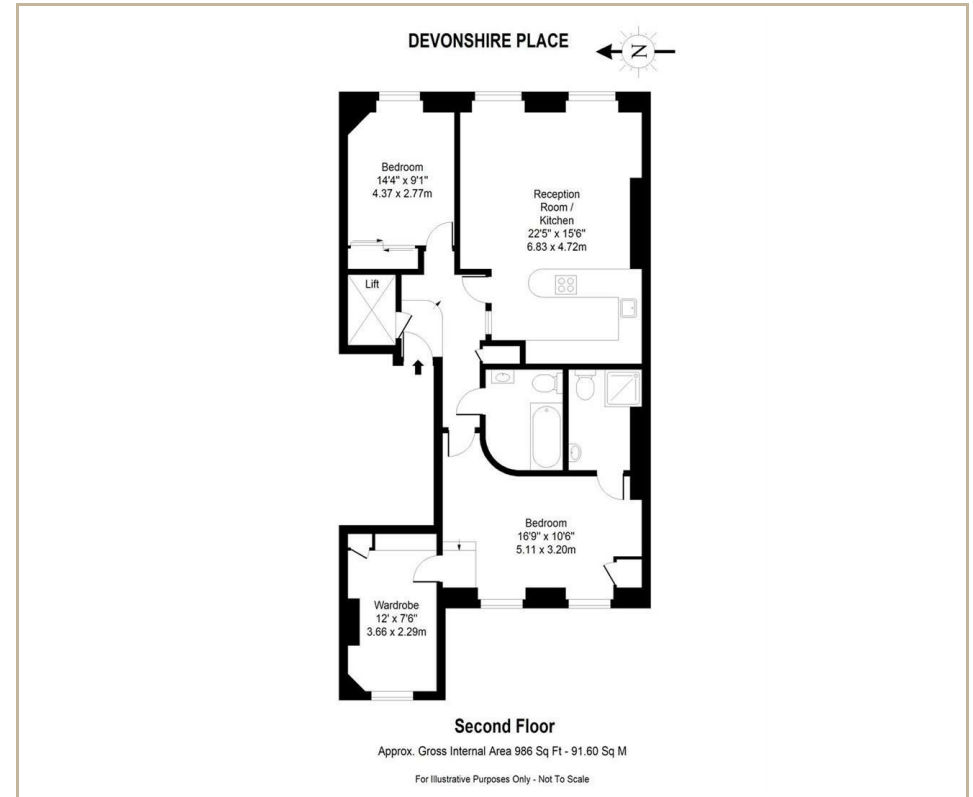 DEVONSHIRE PLACE
N
Bedroom
14'4" x 9'1"
4.37 x 2.77m
Reception
Room /
Kitchen
22'5" x 15'6"
6.83 x 4.72m
Lift
Bedroom
16'9" x 10'6"
5.11 x 3.20m
Wardrobe
12' x 7'6"
3.66 x 2.29m
Second Floor
Approx. Gross Internal Area 986 Sq Ft - 91.60 Sq M
For Illustrative Purposes Only - Not To Scale